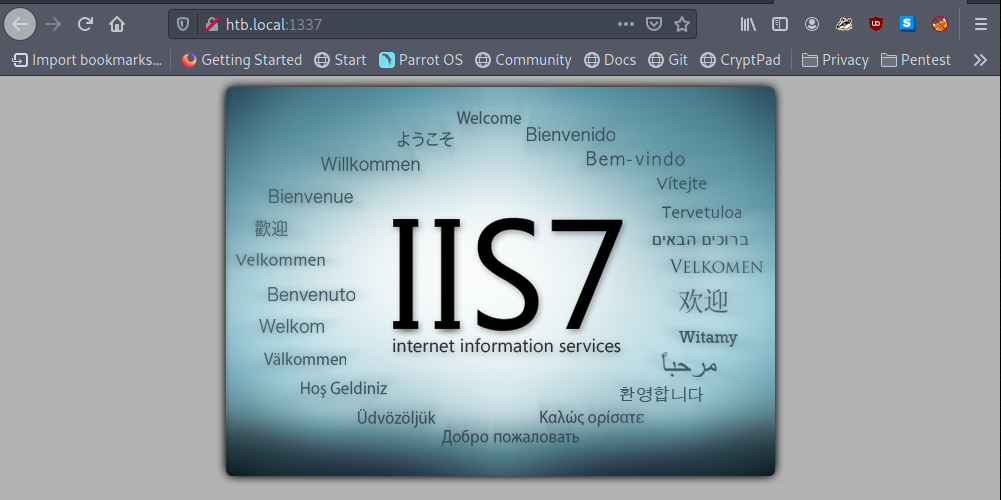 htb.local:1337
Import bookmarks...
Getting Started
Start
Parrot OS
Community
Docs
Git
CryptPad
Privacy
Pentest
Welcome
ようこそ
Bienvenido
Willkommen
Bem-vindo
Bienvenue
Vítejte
歡迎
Tervetuloa
ברוכים הבאים
Velkommen
VELKOMEN
Benvenuto
欢迎
Welkom
Witamy
Välkommen
مرحباً
Hoş Geldiniz
환영합니다
Üdvözöljük
Καλώς ορίσατε
Добро пожаловать
IIS7
internet information services